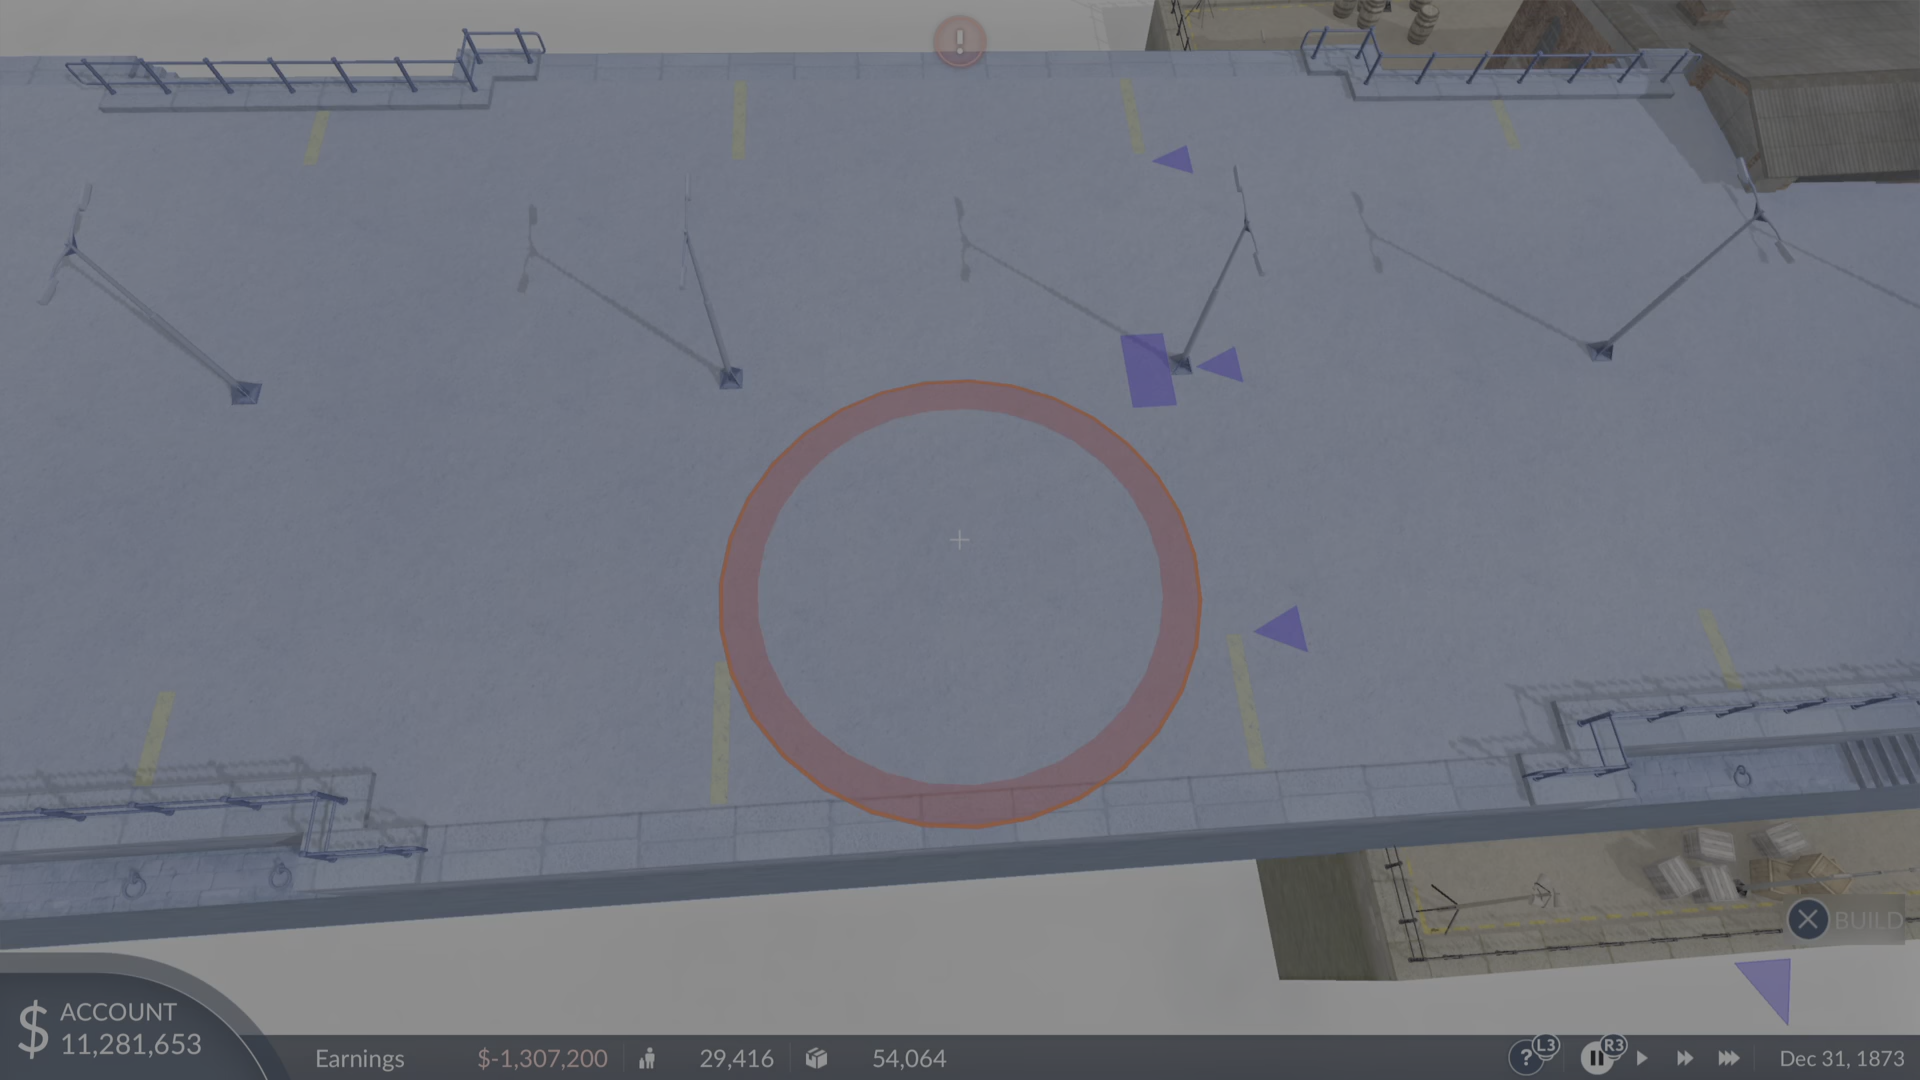 !
BUILD
$ ACCOUNT
11,281,653
Earnings $-1,307,200 29,416 54,064 ? L3 R3 Dec 31, 1873